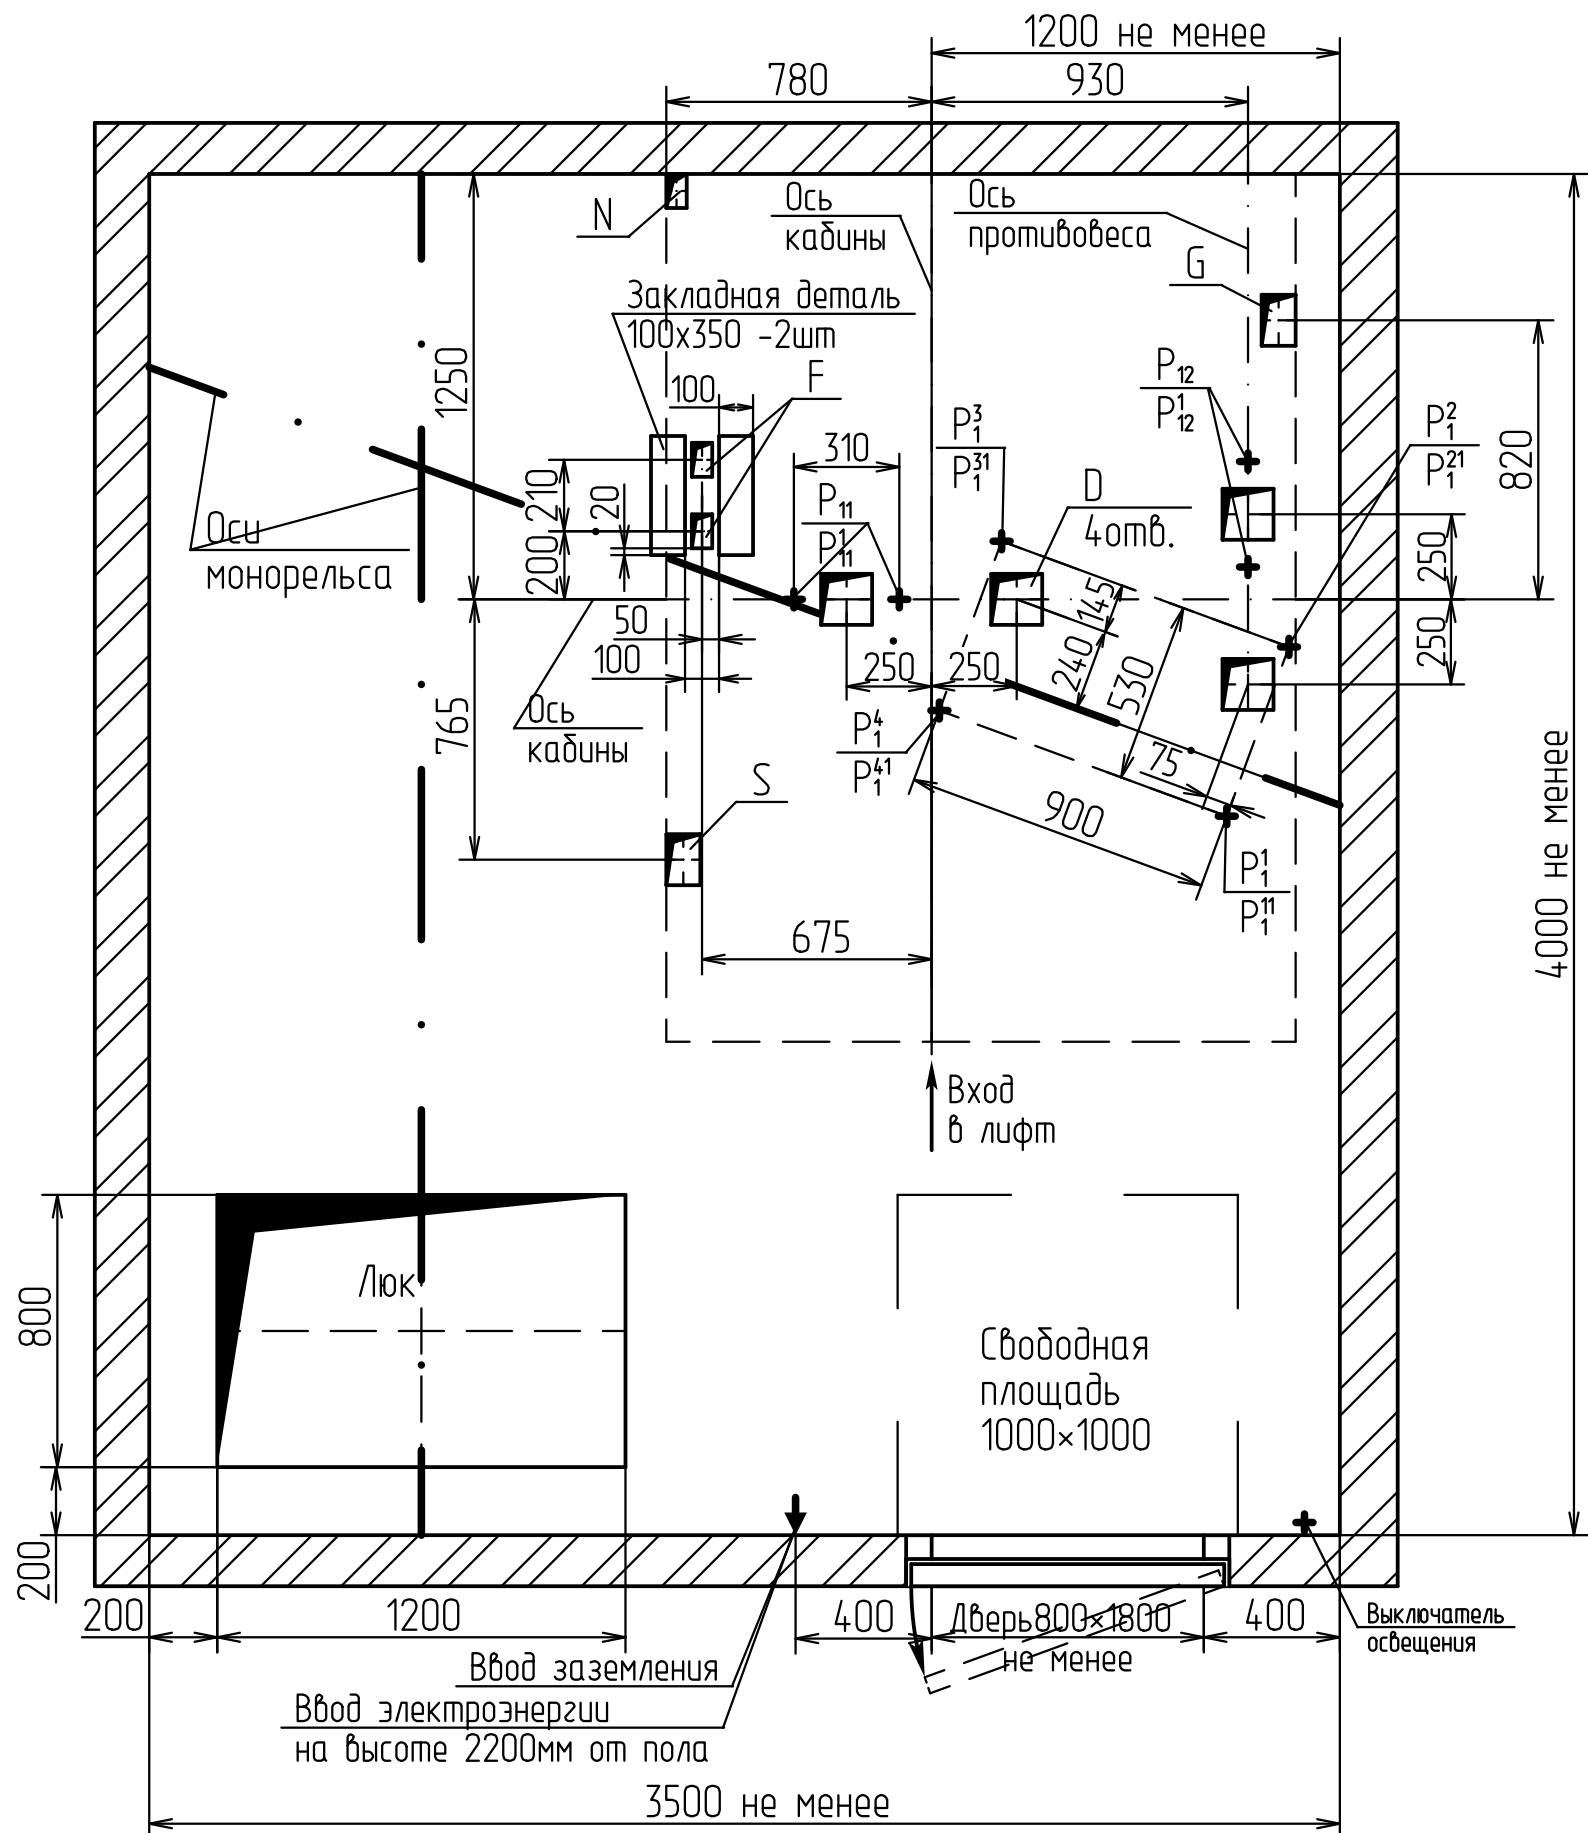 1200 не менее
780
930
N
Ось
кабины
Ось
противовеса
G
Закладная деталь
100х350 -2шт
F
100
1250
P₁₂
P¹₁₂
P³₁
P³¹₁
P²₁
P²¹₁
820
310
210
20
200
P₁₁
P¹₁₁
D
4отв.
Оси
монорельса
250
145
50
100
250
250
240
530
250
765
Ось
кабины
P⁴₁
P⁴¹₁
75
S
900
P¹₁
P¹¹₁
4000 не менее
675
Вход
в лифт
Люк
800
Свободная
площадь
1000×1000
200
200
1200
400
Дверь800×1800
не менее
400
Выключатель
освещения
Ввод заземления
Ввод электроэнергии
на высоте 2200мм от пола
3500 не менее